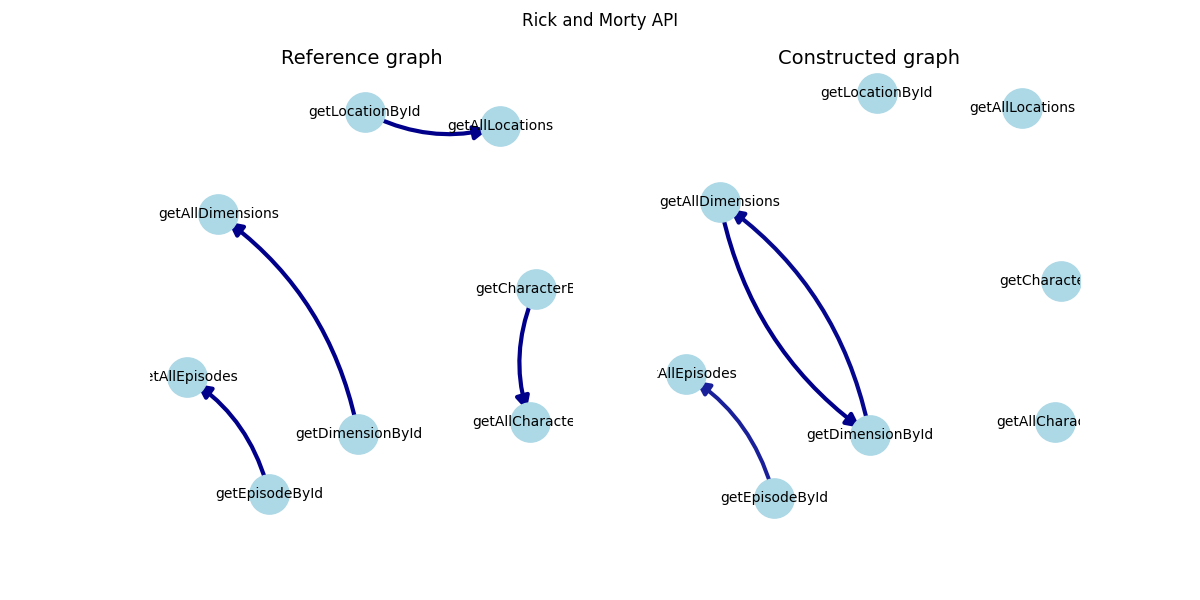 Rick and Morty API
Reference graph
getLocationById
getAllLocations
getAllDimensions
getCharacterB
etAllEpisodes
getAllCharacte
getDimensionById
getEpisodeById
Constructed graph
getLocationById
getAllLocations
getAllDimensions
getCharacte
AllEpisodes
getAllCharac
getDimensionById
getEpisodeById